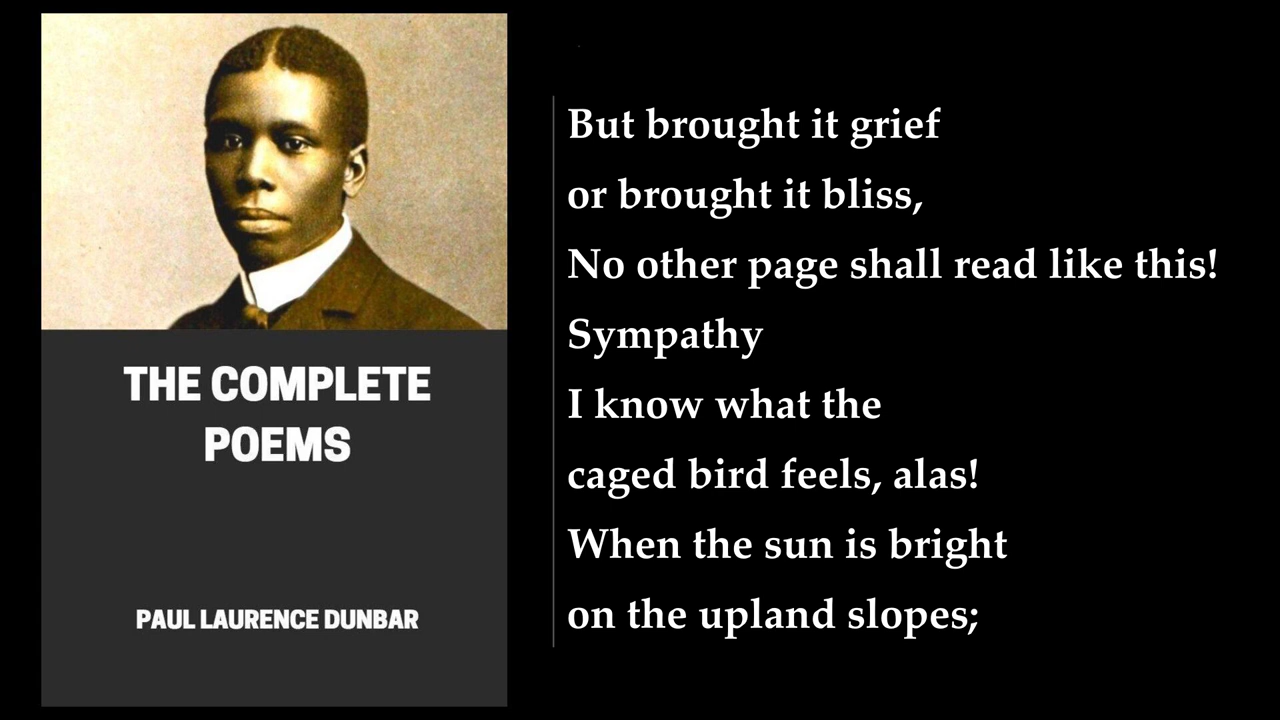 THE COMPLETE
POEMS
PAUL LAURENCE DUNBAR
But brought it grief
or brought it bliss,
No other page shall read like this!
Sympathy
I know what the
caged bird feels, alas!
When the sun is bright
on the upland slopes;